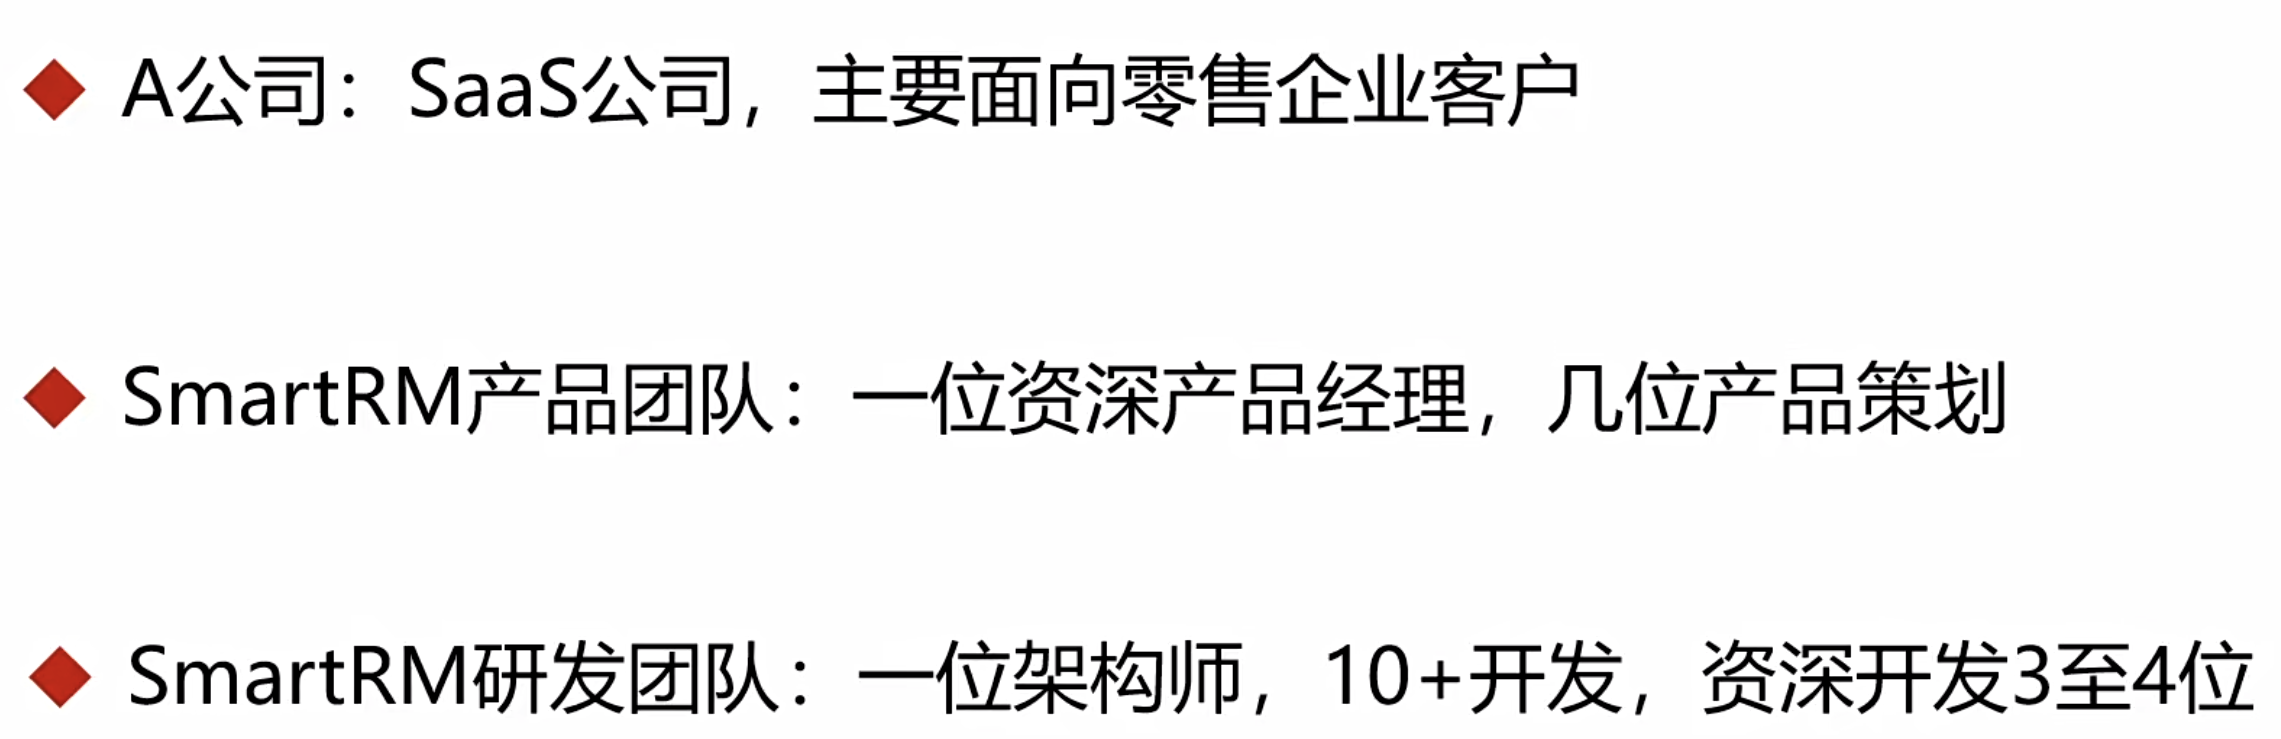 A公司：SaaS公司，主要面向零售企业客户
SmartRM产品团队：一位资深产品经理，几位产品策划
SmartRM研发团队：一位架构师，10+开发，资深开发3至4位